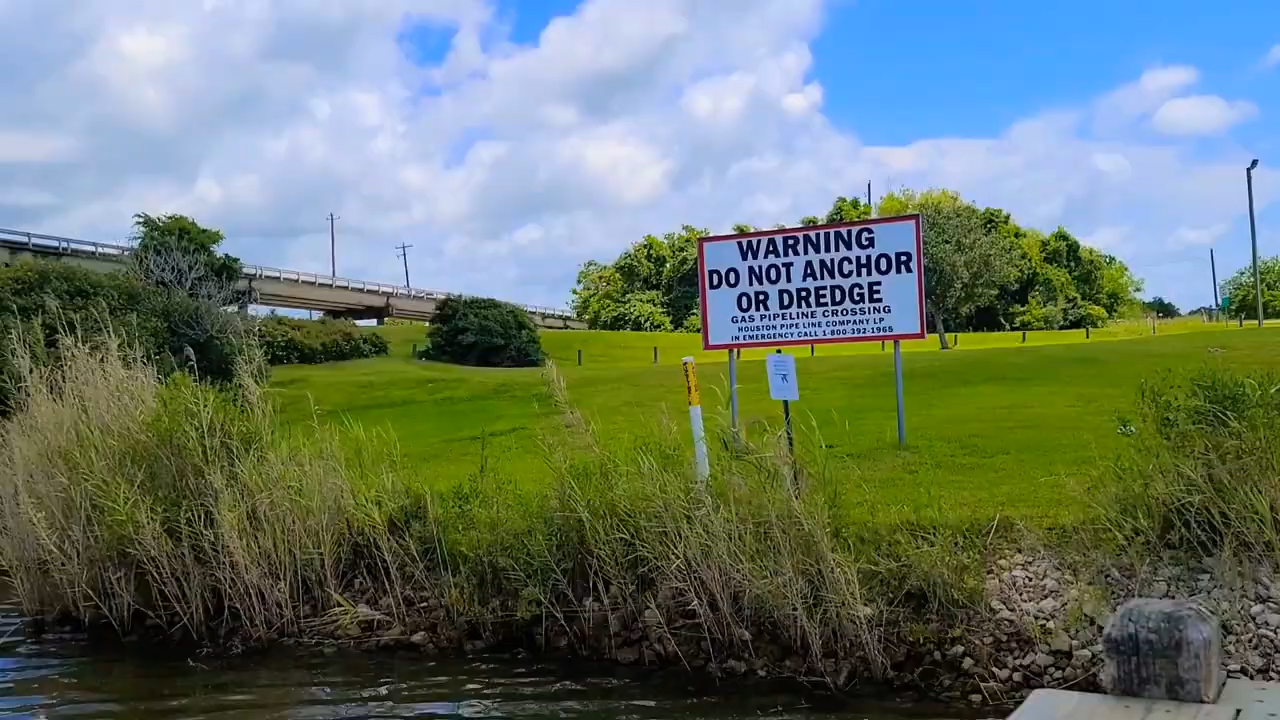 WARNING
DO NOT ANCHOR
OR DREDGE
GAS PIPELINE CROSSING
HOUSTON PIPE LINE COMPANY LP
IN EMERGENCY CALL 1-800-392-1965